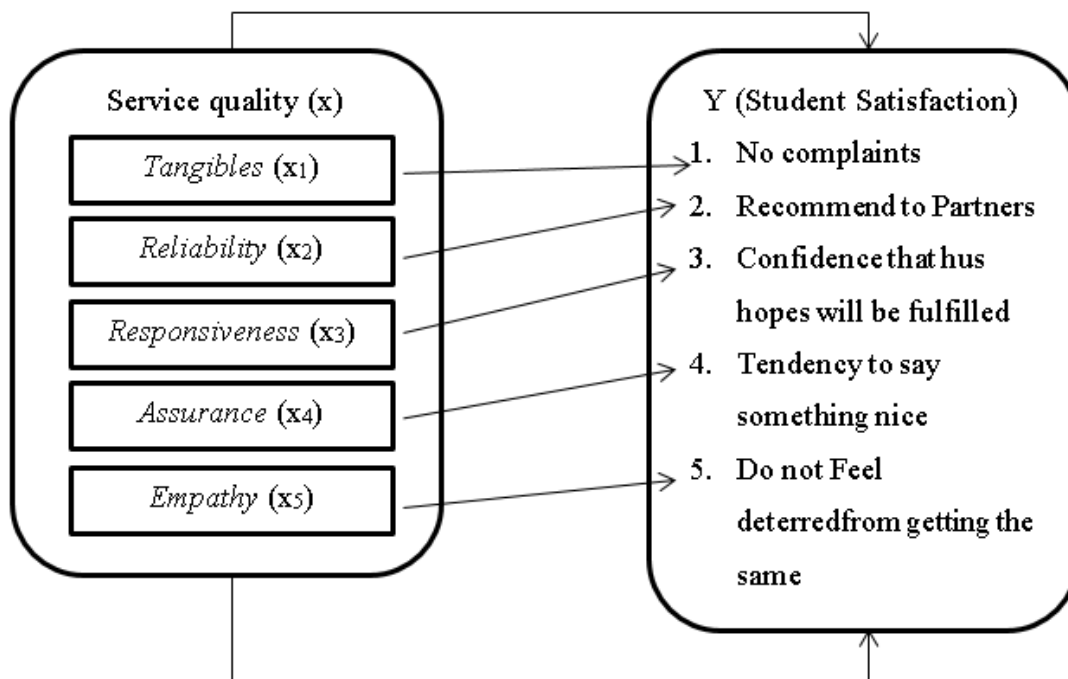 Service quality (x)
Tangibles (x1)
Reliability (x2)
Responsiveness (x3)
Assurance (x4)
Empathy (x5)
Y (Student Satisfaction)
1. No complaints
2. Recommend to Partners
3. Confidence that hus
hopes will be fulfilled
4. Tendency to say
something nice
5. Do not Feel
deterredfrom getting the
same